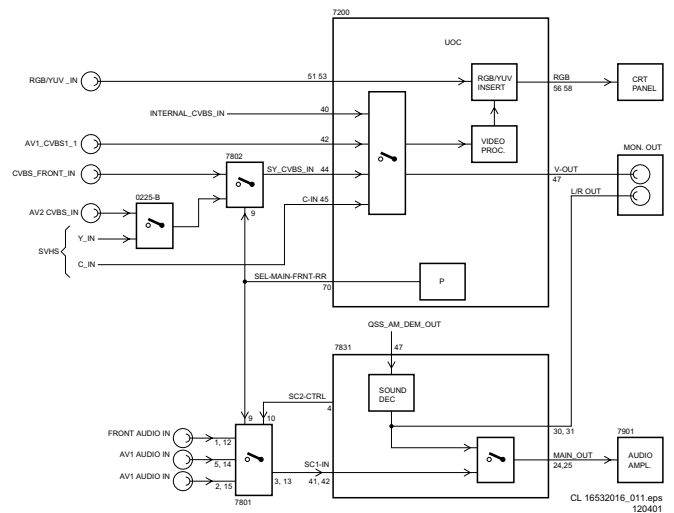 7200
UOC
RGB/YUV _IN
51 53
RGB/YUV
INSERT
RGB
56 58
CRT
PANEL
INTERNAL_CVBS_IN
40
AV1_CVBS1_1
42
VIDEO
PROC.
MON. OUT
7802
CVBS_FRONT_IN
SY_CVBS_IN 44
V-OUT
47
L/R OUT
0225-B
C-IN 45
AV2 CVBS_IN
9
Y_IN
SVHS
C_IN
SEL-MAIN-FRNT-RR
70
P
QSS_AM_DEM_OUT
7831
47
SOUND
DEC
SC2-CTRL
4
9
10
30, 31
FRONT AUDIO IN
1, 12
7901
AV1 AUDIO IN
5, 14
SC1-IN
3, 13
41, 42
MAIN_OUT
24,25
AUDIO
AMPL.
AV1 AUDIO IN
2, 15
7801
CL 16532016_011.eps
120401